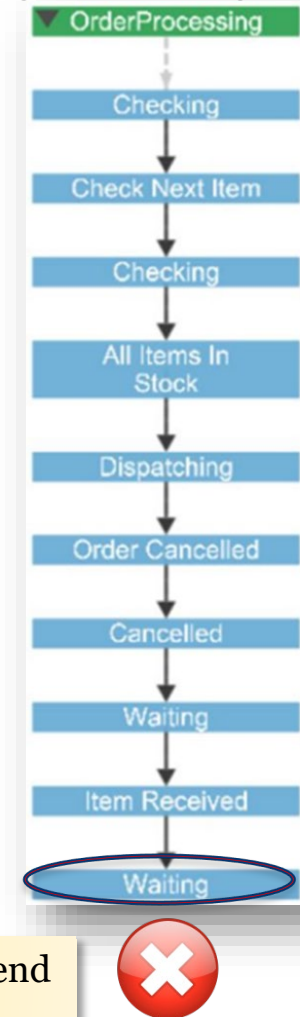 OrderProcessing
Checking
Check Next Item
Checking
All Items In
Stock
Dispatching
Order Cancelled
Cancelled
Waiting
Item Received
Waiting
end